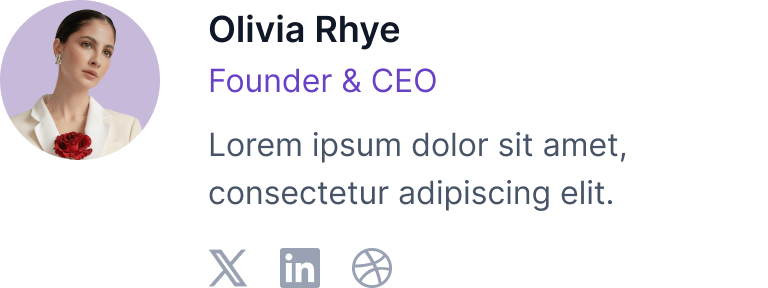 Olivia Rhye
Founder & CEO
Lorem ipsum dolor sit amet,
consectetur adipiscing elit.